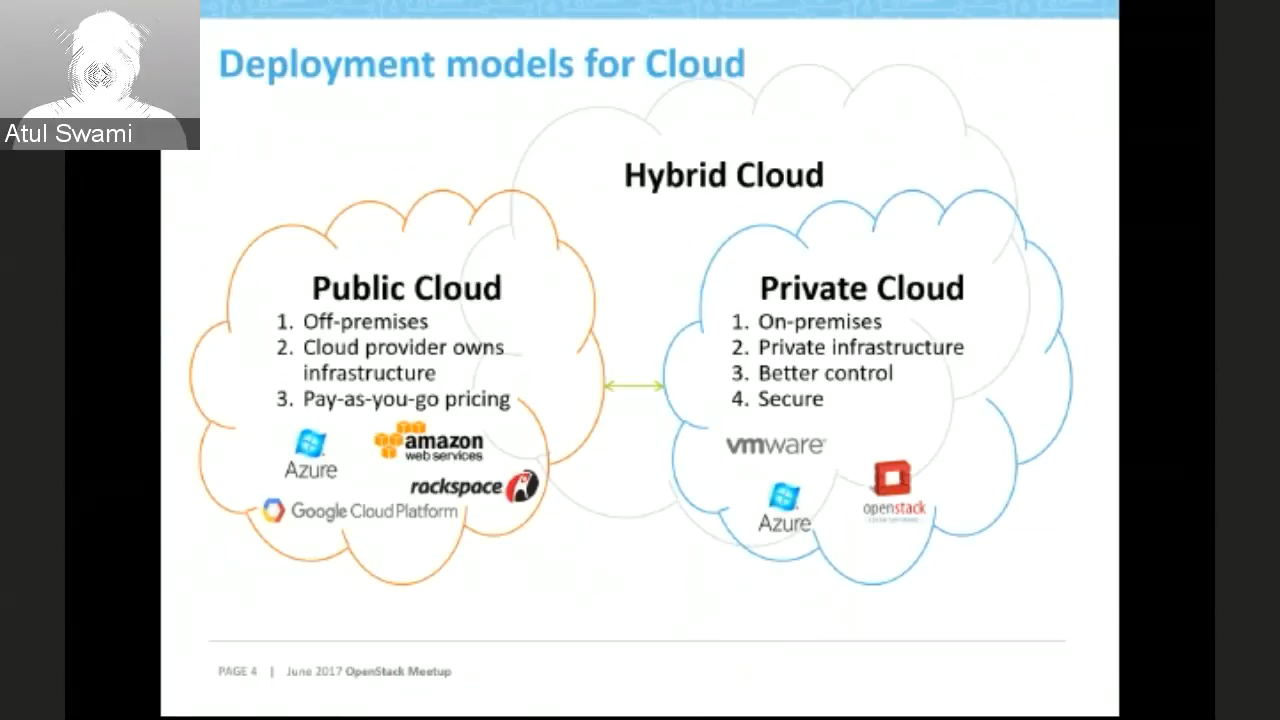 Atul Swami
Deployment models for Cloud
Hybrid Cloud
Public Cloud
1. Off-premises
2. Cloud provider owns
infrastructure
3. Pay-as-you-go pricing
Azure
amazon
web services
rackspace
Google Cloud Platform
Private Cloud
1. On-premises
2. Private infrastructure
3. Better control
4. Secure
vmware
Azure
openstack
PAGE 4 | June 2017 OpenStack Meetup